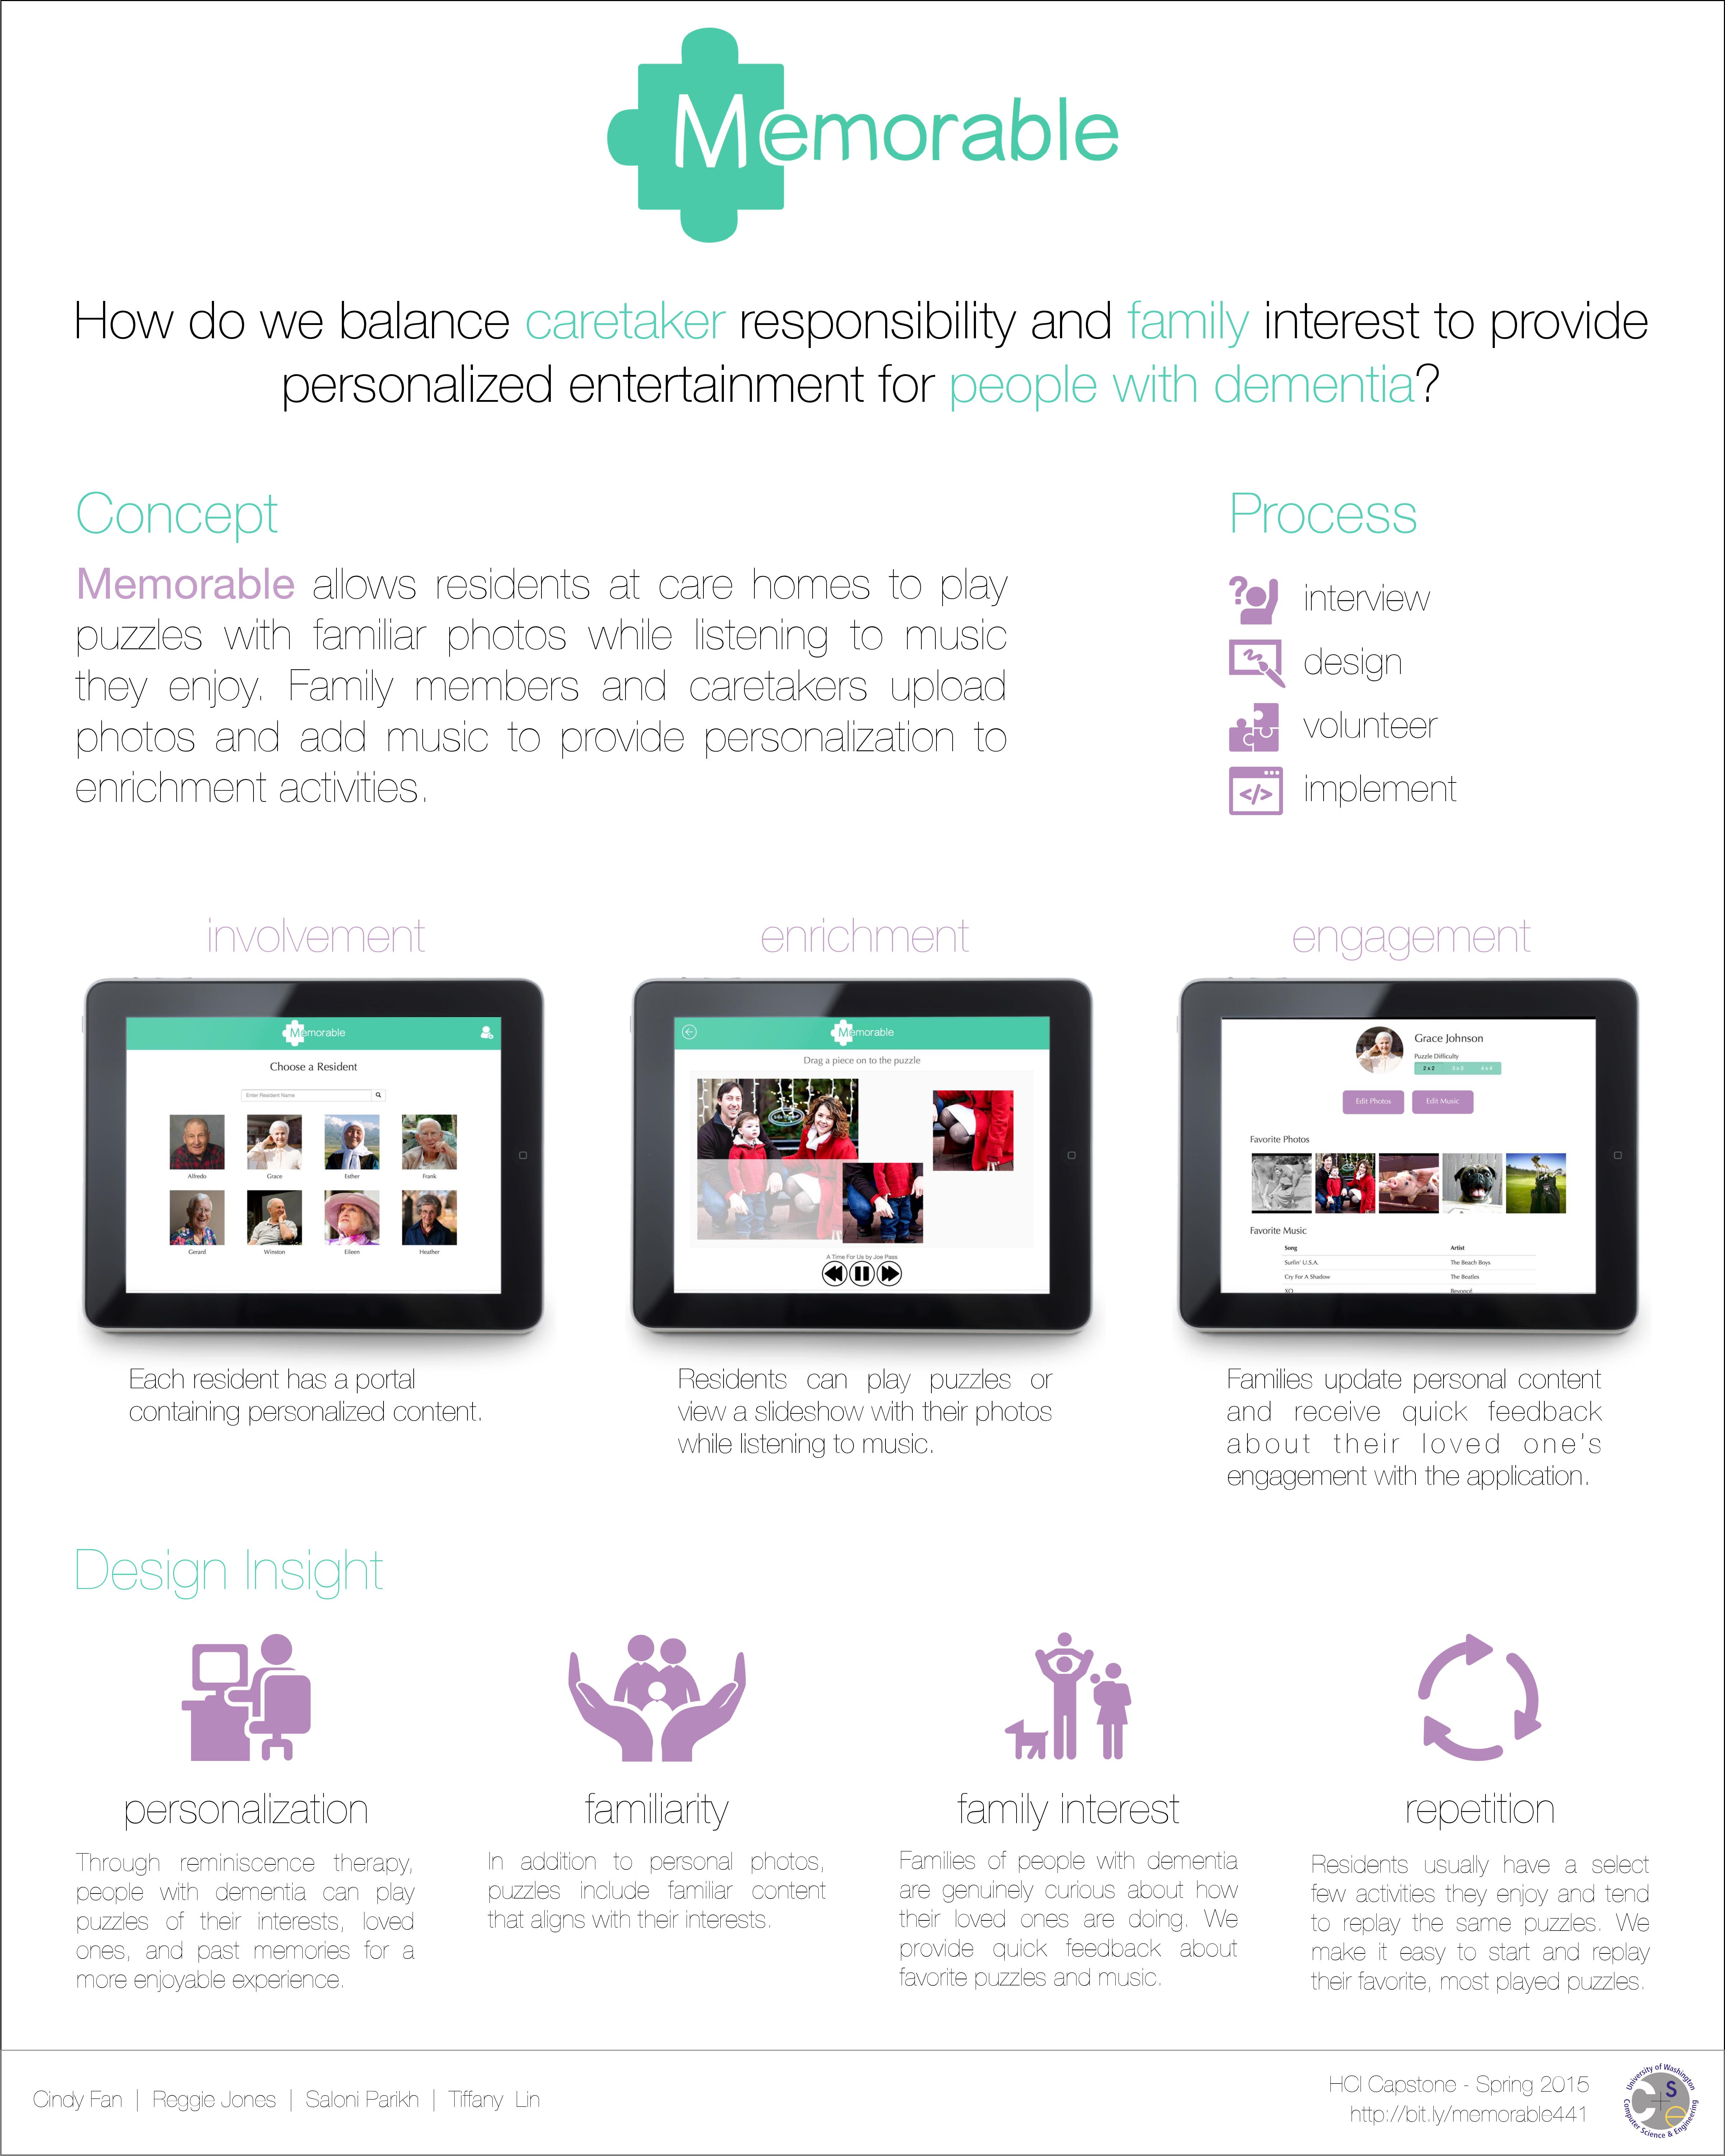 Memorable
How do we balance caretaker responsibility and family interest to provide
personalized entertainment for people with dementia?
Concept
Memorable allows residents at care homes to play
puzzles with familiar photos while listening to music
they enjoy. Family members and caretakers upload
photos and add music to provide personalization to
enrichment activities.
Process
interview
design
volunteer
implement
involvement
Memorable
Choose a Resident
Enter Resident Name
Alfredo Grace Esther Frank
Gerard Winston Eileen Heather
Each resident has a portal
containing personalized content.
enrichment
Memorable
Drag a piece on to the puzzle
A Time For Us by Joe Pass
Residents can play puzzles or
view a slideshow with their photos
while listening to music.
engagement
Grace Johnson
Puzzle Difficulty
2 x 2 3 x 3 4 x 4
Edit Photos Edit Music
Favorite Photos
Favorite Music
Song Artist
Surfin' U.S.A. The Beach Boys
Cry For A Shadow The Beatles
XO Beyoncé
Families update personal content
and receive quick feedback
about their loved one's
engagement with the application.
Design Insight
personalization
Through reminiscence therapy,
people with dementia can play
puzzles of their interests, loved
ones, and past memories for a
more enjoyable experience.
familiarity
In addition to personal photos,
puzzles include familiar content
that aligns with their interests.
family interest
Families of people with dementia
are genuinely curious about how
their loved ones are doing. We
provide quick feedback about
favorite puzzles and music.
repetition
Residents usually have a select
few activities they enjoy and tend
to replay the same puzzles. We
make it easy to start and replay
their favorite, most played puzzles.
Cindy Fan | Reggie Jones | Saloni Parikh | Tiffany Lin
HCI Capstone - Spring 2015
http://bit.ly/memorable441
University of Washington
C+se
Computer Science & Engineering